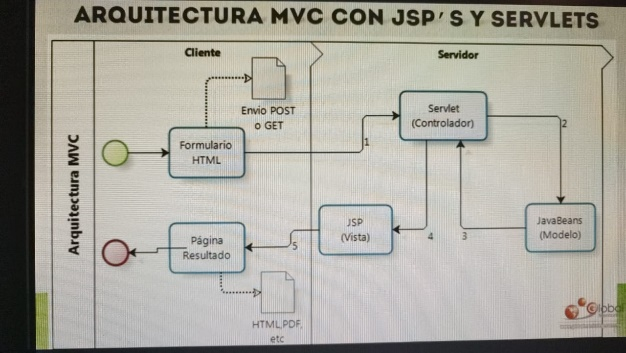 ARQUITECTURA MVC CON JSP'S Y SERVLETS
Cliente
Servidor
Arquitectura MVC
Envio POST
o GET
Formulario
HTML
1
Servlet
(Controlador)
2
JavaBeans
(Modelo)
3
4
JSP
(Vista)
5
Página
Resultado
HTML,PDF,
etc
Global